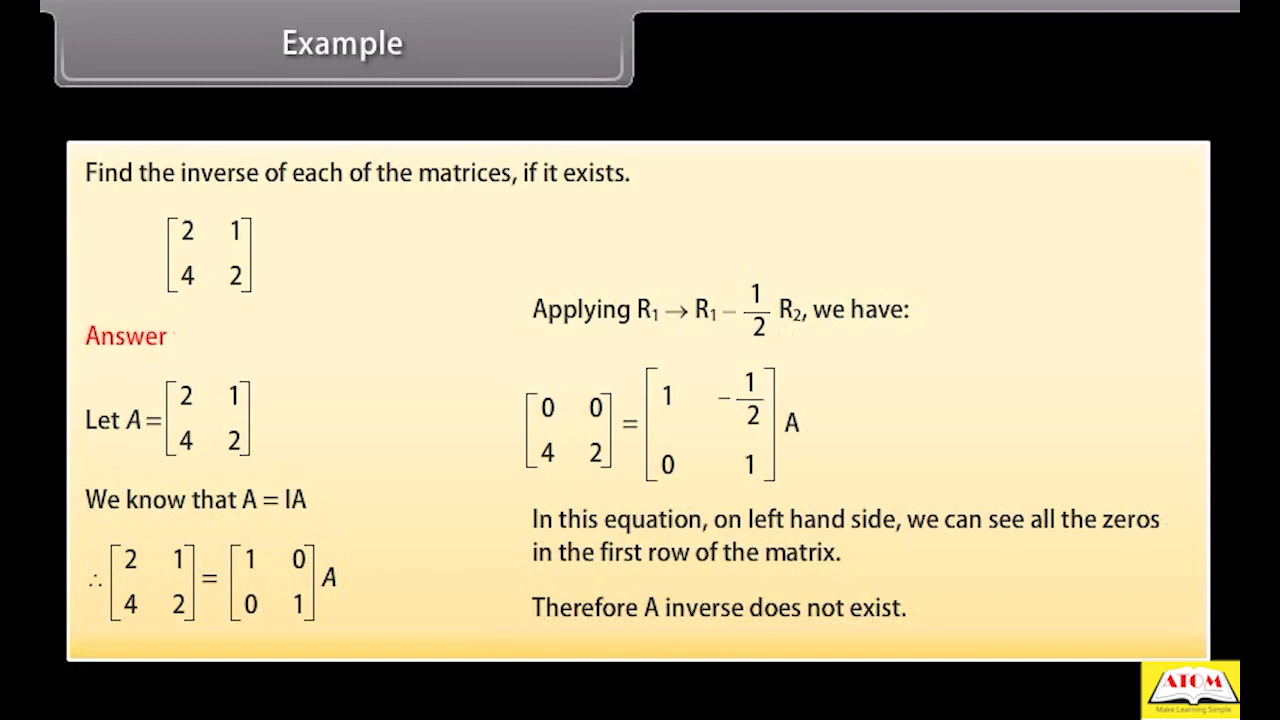 Example
Find the inverse of each of the matrices, if it exists.
[2 1
4 2]
Answer
Let A = [2 1
4 2]
We know that A = IA
∴ [2 1
4 2] = [1 0
0 1] A
Applying R₁ → R₁ – 1/2 R₂, we have:
[0 0
4 2] = [1 – 1/2
0 1] A
In this equation, on left hand side, we can see all the zeros
in the first row of the matrix.
Therefore A inverse does not exist.
ATOM
Make Learning Simple